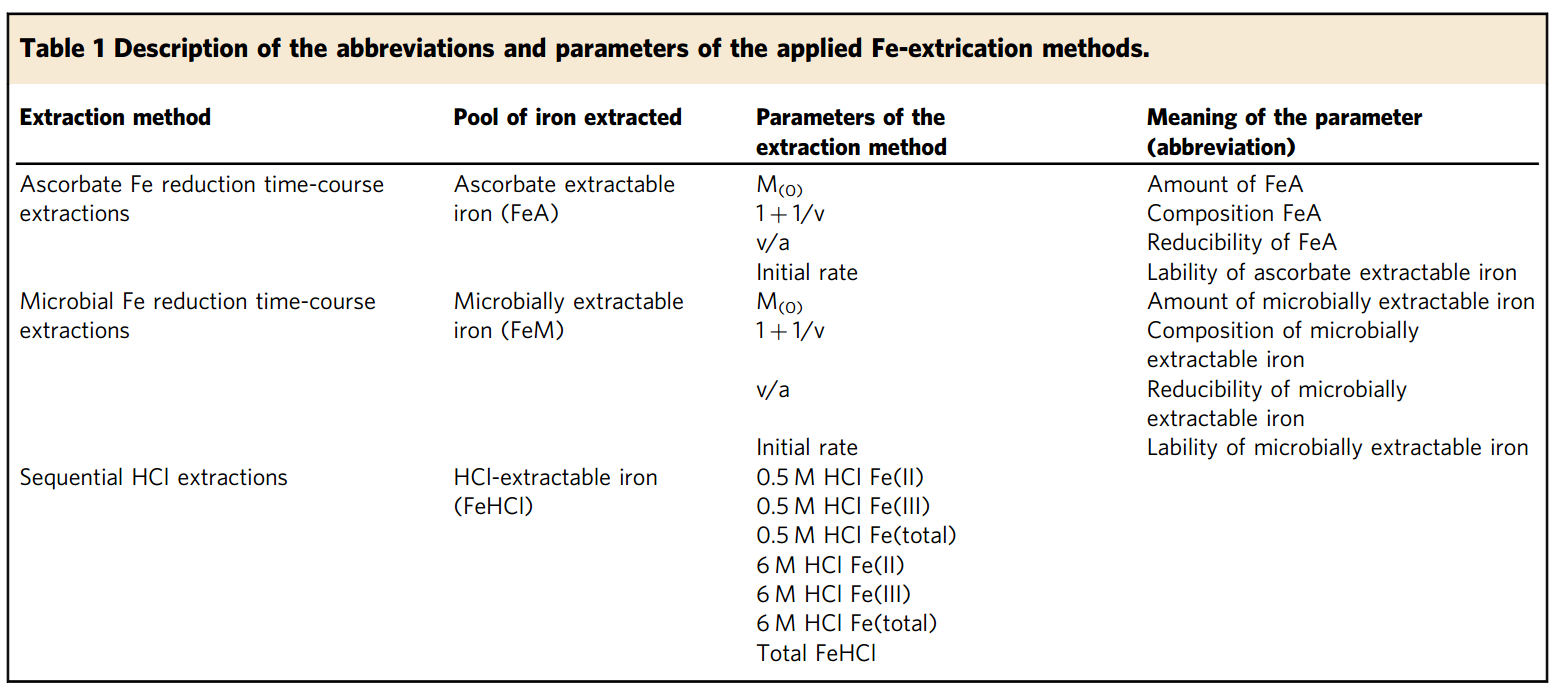 Table 1 Description of the abbreviations and parameters of the applied Fe-extrication methods.
Extraction method Pool of iron extracted Parameters of the extraction method Meaning of the parameter (abbreviation)
Ascorbate Fe reduction time-course Ascorbate extractable M(0) Amount of FeA
extractions iron (FeA) 1 + 1/v Composition FeA
v/a Reducibility of FeA
Initial rate Lability of ascorbate extractable iron
Microbial Fe reduction time-course Microbially extractable M(0) Amount of microbially extractable iron
extractions iron (FeM) 1 + 1/v Composition of microbially
extractable iron
v/a Reducibility of microbially
extractable iron
Initial rate Lability of microbially extractable iron
Sequential HCl extractions HCl-extractable iron 0.5 M HCl Fe(II)
(FeHCl) 0.5 M HCl Fe(III)
0.5 M HCl Fe(total)
6 M HCl Fe(II)
6 M HCl Fe(III)
6 M HCl Fe(total)
Total FeHCl